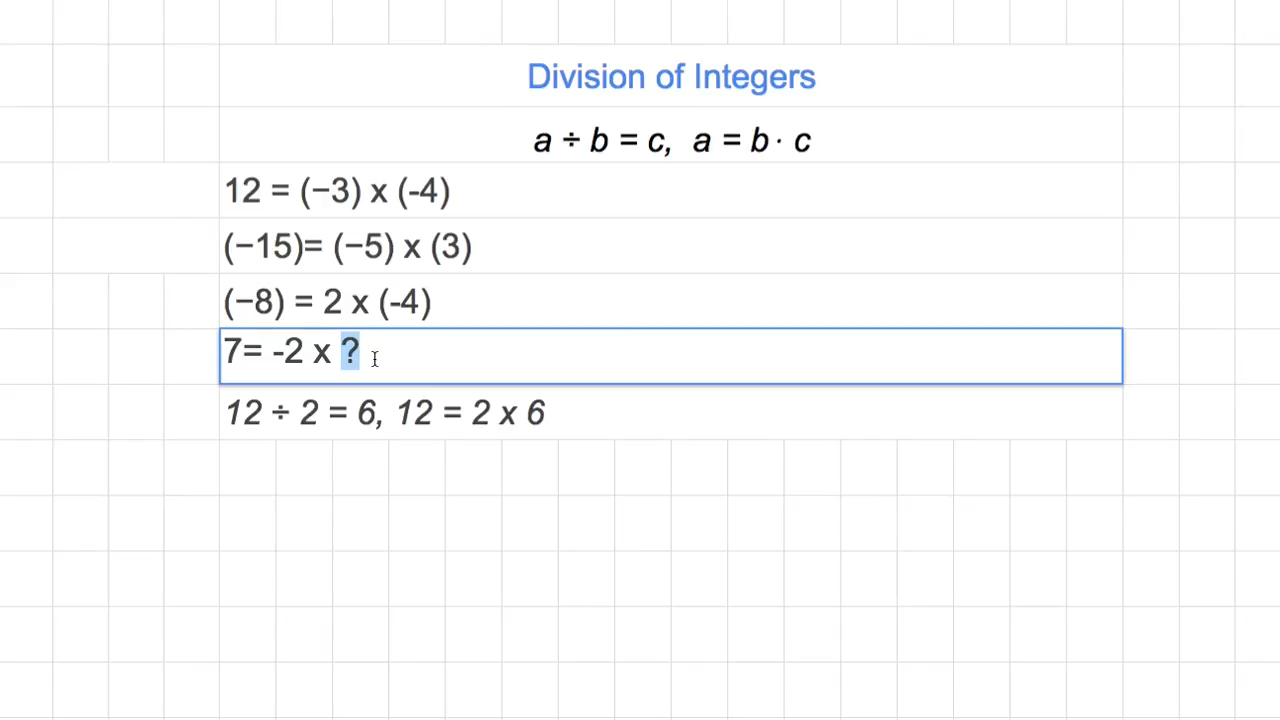 Division of Integers
a ÷ b = c,  a = b · c
12 = (−3) x (-4)
(−15)= (−5) x (3)
(−8) = 2 x (-4)
7= -2 x ?
12 ÷ 2 = 6, 12 = 2 x 6